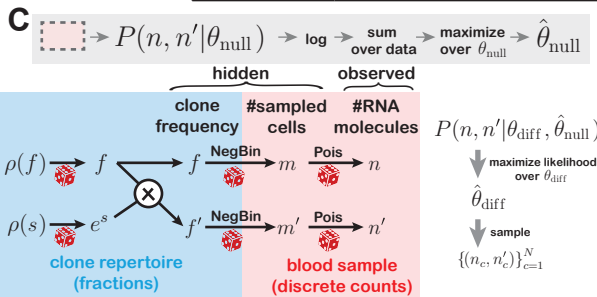 C
P(n, n'|θ_null) log sum over data maximize over θ_null θ̂_null
hidden observed
clone frequency #sampled cells #RNA molecules
ρ(f) f f NegBin m Pois n
×
ρ(s) e^s f' NegBin m' Pois n'
clone repertoire (fractions)
blood sample (discrete counts)
P(n, n'|θ_diff, θ̂_null)
maximize likelihood
over θ_diff
θ̂_diff
sample
{(n_c, n'_c)}_{c=1}^N